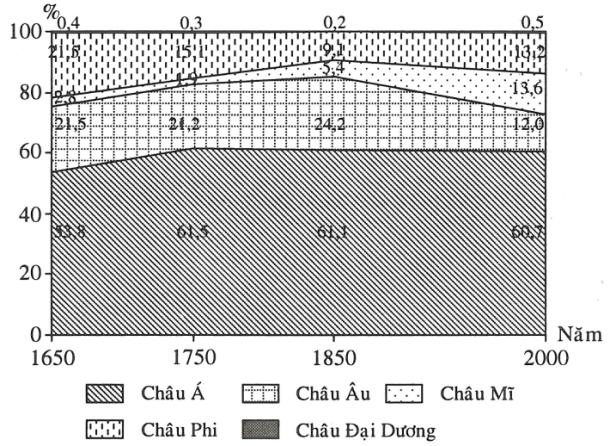 % 0,4 0,3 0,2 0,5
100 21,5 15,1 9,1 13,2
5,4
1,9
80 2,8 13,6
21,5 21,2 24,2 12,0
60
40
53,8 61,5 61,1 60,7
20
0 Năm
1650 1750 1850 2000
Châu Á Châu Âu Châu Mĩ
Châu Phi Châu Đại Dương